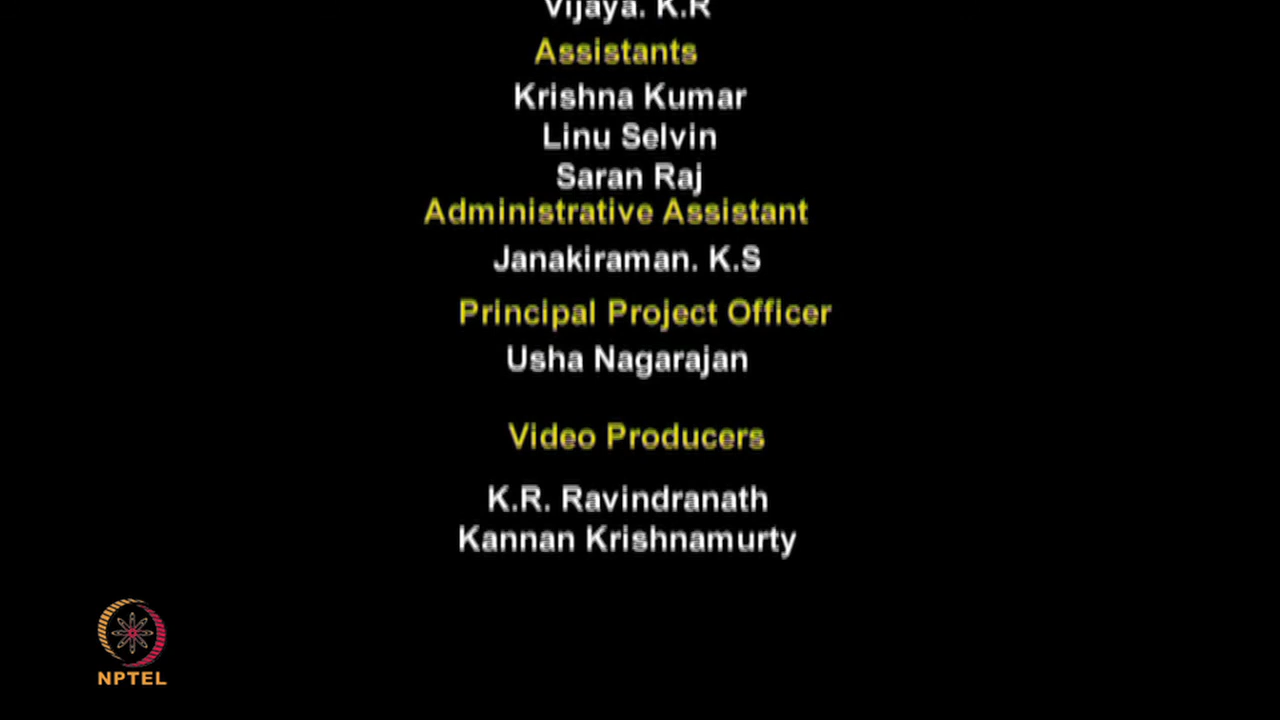 Vijaya. K.R
Assistants
Krishna Kumar
Linu Selvin
Saran Raj
Administrative Assistant
Janakiraman. K.S
Principal Project Officer
Usha Nagarajan
Video Producers
K.R. Ravindranath
Kannan Krishnamurty
NPTEL